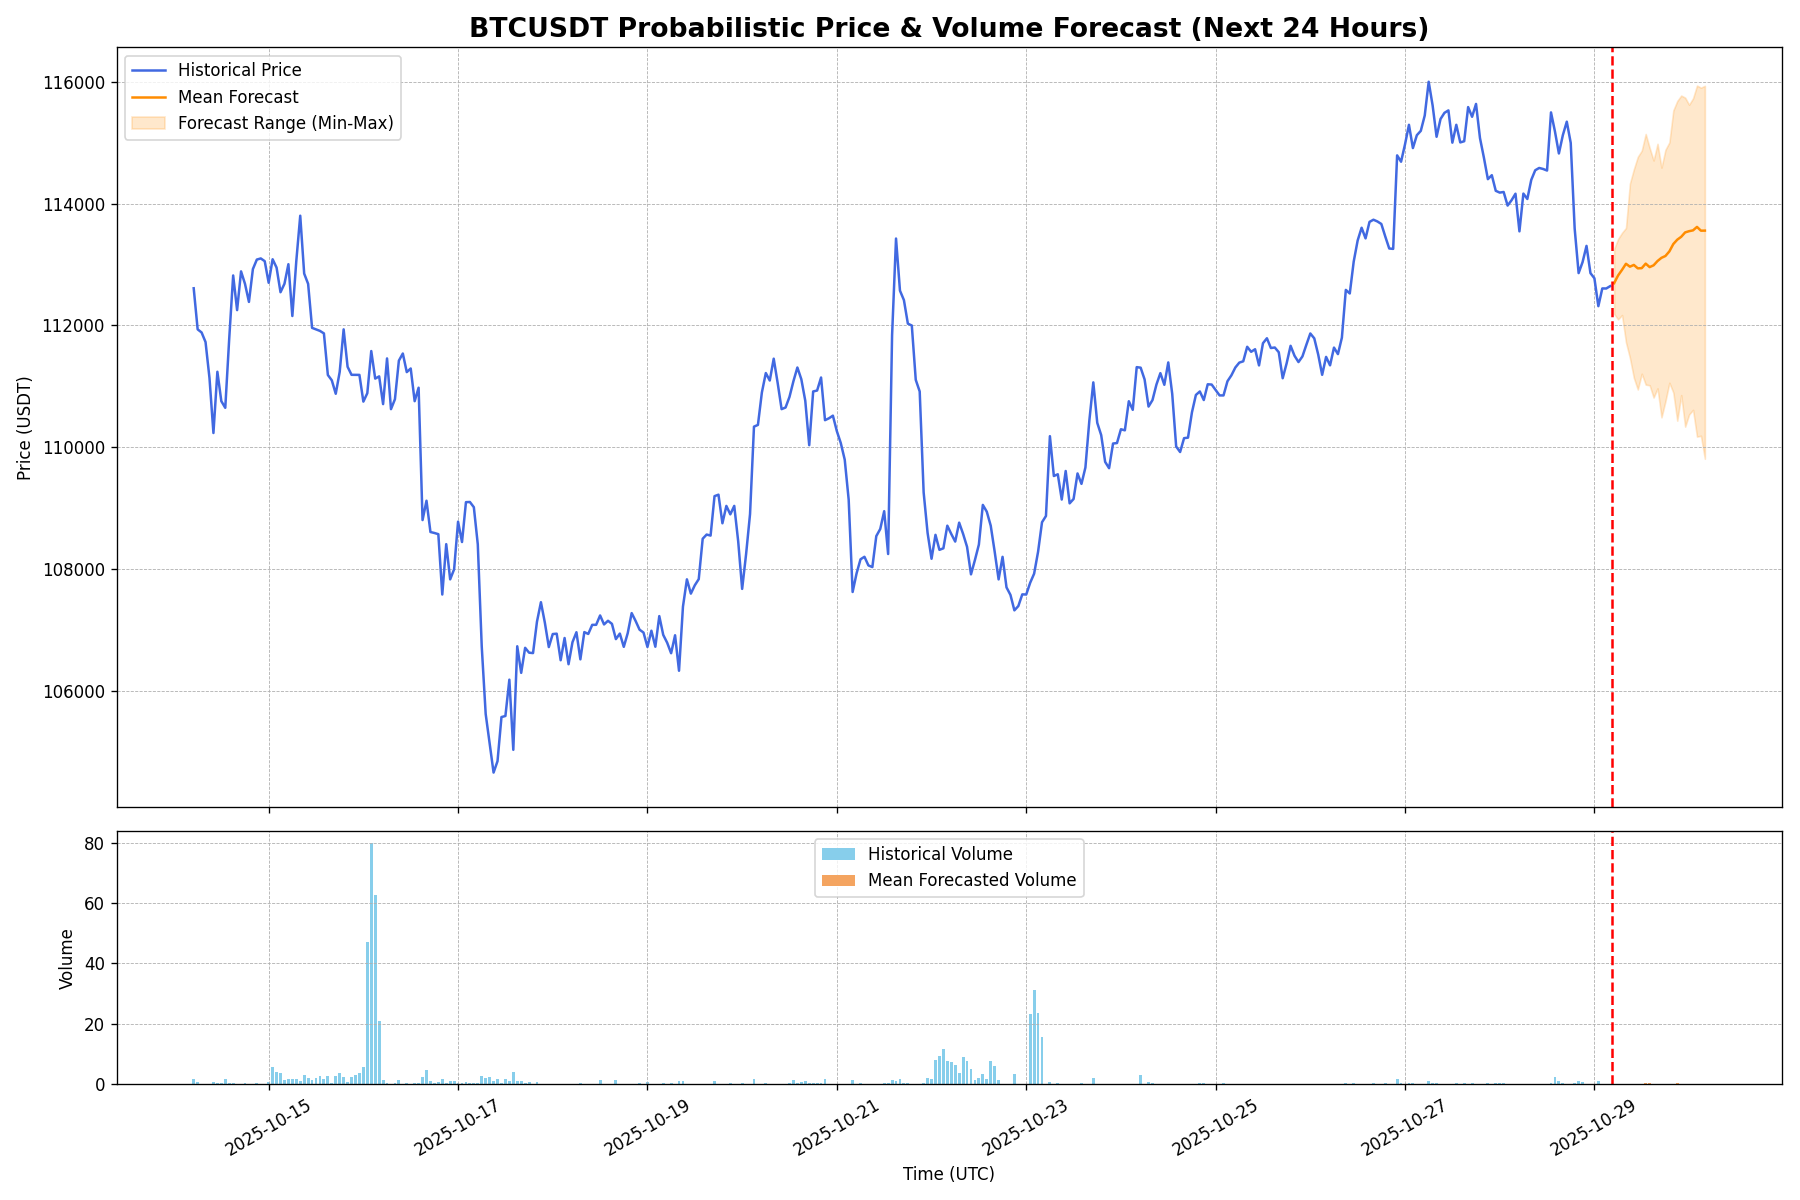 BTCUSDT Probabilistic Price & Volume Forecast (Next 24 Hours)
Historical Price
Mean Forecast
Forecast Range (Min-Max)
116000
114000
112000
110000
108000
106000
Price (USDT)
Historical Volume
Mean Forecasted Volume
80
60
40
20
0
Volume
2025-10-15
2025-10-17
2025-10-19
2025-10-21
2025-10-23
2025-10-25
2025-10-27
2025-10-29
Time (UTC)